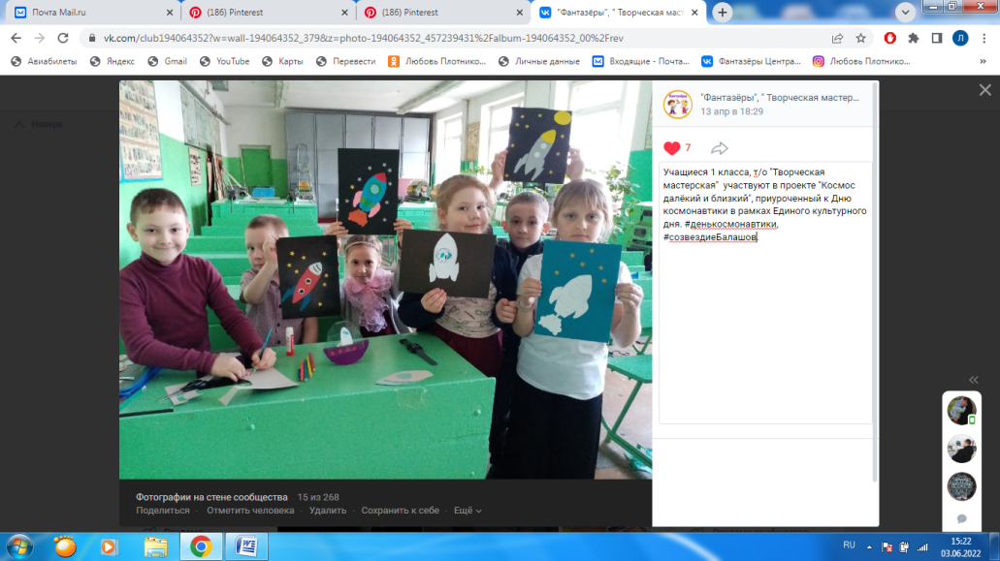 Почта Mail.ru
(186) Pinterest
(186) Pinterest
"Фантазёры", " Творческая маст
vk.com/club194064352?w=wall-194064352_379&z=photo-194064352_457239431%2Falbum-194064352_00%2Frev
Авиабилеты
Яндекс
Gmail
YouTube
Карты
Перевести
Любовь Плотнико...
Личные данные
Входящие - Почта...
Фантазёры Центра...
Любовь Плотнико...
»
Л
Наверх
"Фантазёры", " Творческая мастер...
13 апр в 18:29
7
Учащиеся 1 класса, т/о "Творческая
мастерская" участвуют в проекте "Космос
далёкий и близкий", приуроченный к Дню
космонавтики в рамках Единого культурного
дня. #денькосмонавтики,
#созвездиеБалашов
Фотографии на стене сообщества 15 из 268
Поделиться · Отметить человека · Удалить · Сохранить к себе · Ещё
RU
15:22
03.06.2022